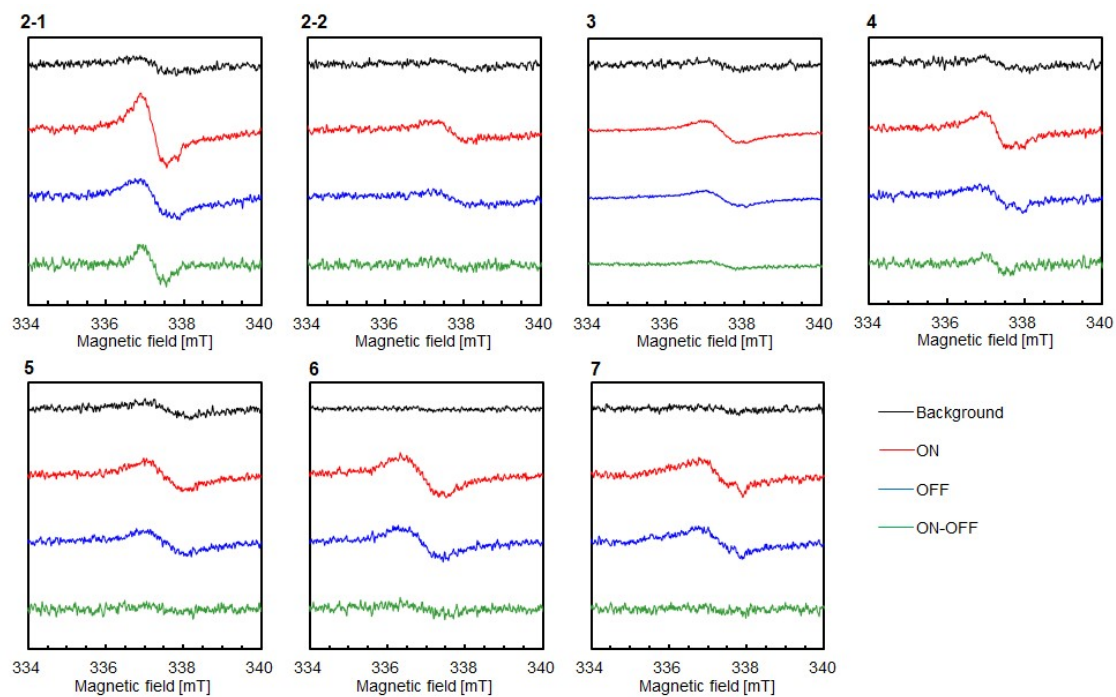 2-1 2-2 3 4
334 336 338 340 334 336 338 340 334 336 338 340 334 336 338 340
Magnetic field [mT] Magnetic field [mT] Magnetic field [mT] Magnetic field [mT]
5 6 7
Background
ON
OFF
ON-OFF
334 336 338 340 334 336 338 340 334 336 338 340
Magnetic field [mT] Magnetic field [mT] Magnetic field [mT]